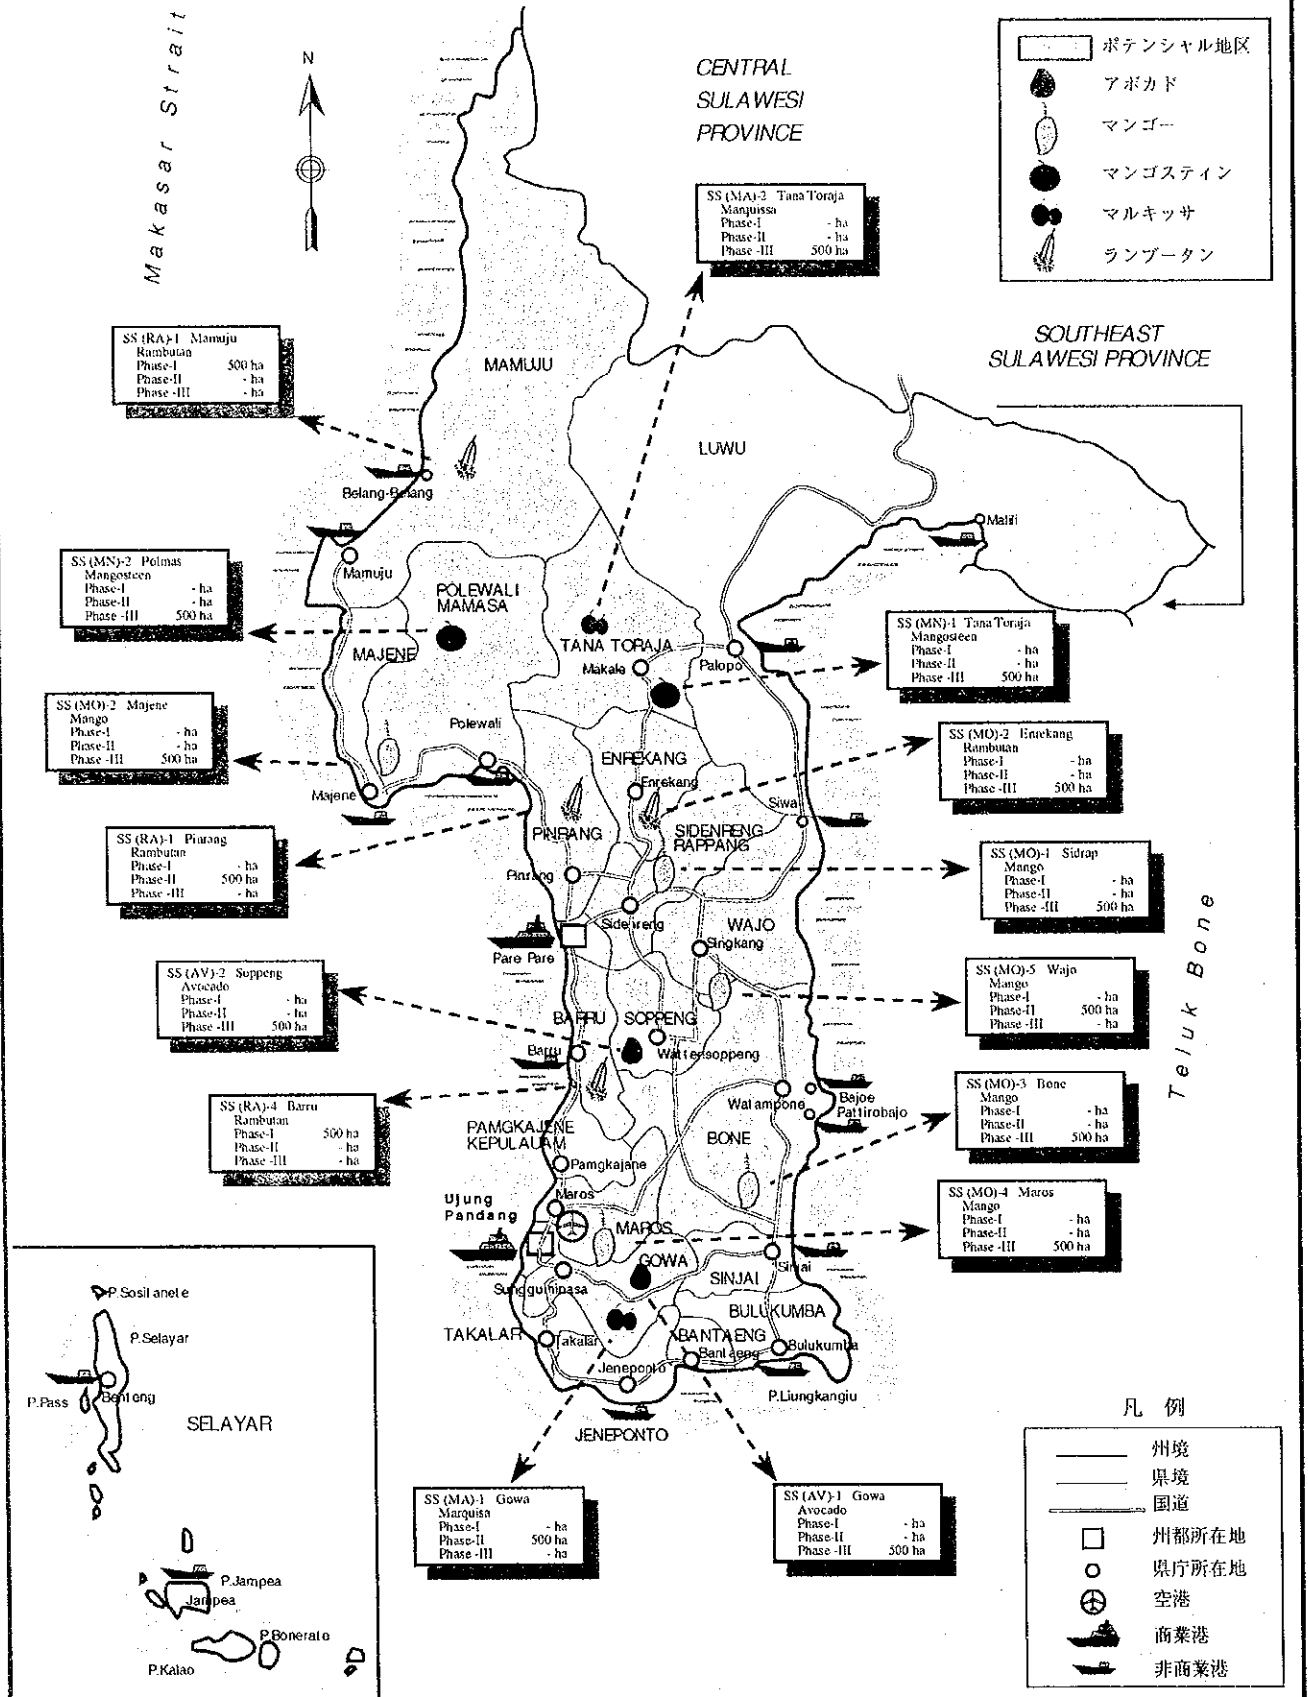 Makasar Strait
N
CENTRAL
SULAWESI
PROVINCE
ポテンシャル地区
アボカド
マンゴー
マンゴスティン
マルキッサ
ランブータン
SS (MA)-2 Tana Toraja
Marquissa
Phase-I - ha
Phase-II - ha
Phase -III 500 ha
SOUTHEAST
SULAWESI PROVINCE
SS (RA)-1 Mamuju
Rambutan
Phase-I 500 ha
Phase-II - ha
Phase -III - ha
MAMUJU
LUWU
Belang-Belang
Malili
Mamuju
SS (MN)-2 Polmas
Mangosteen
Phase-I - ha
Phase-II - ha
Phase -III 500 ha
POLEWALI
MAMASA
MAJENE
TANA TORAJA
Makale
Palopo
SS (MN)-1 Tana Toraja
Mangosteen
Phase-I - ha
Phase-II - ha
Phase -III 500 ha
SS (MO)-2 Majene
Mango
Phase-I - ha
Phase-II - ha
Phase -III 500 ha
Polewali
Majene
ENREKANG
Enrekang
SS (MO)-2 Enrekang
Rambutan
Phase-I - ha
Phase-II - ha
Phase -III 500 ha
Siwa
SS (RA)-1 Pinrang
Rambutan
Phase-I - ha
Phase-II 500 ha
Phase -III - ha
PINRANG
SIDENRENG
RAPPANG
Pinrang
SS (MO)-1 Sidrap
Mango
Phase-I - ha
Phase-II - ha
Phase -III 500 ha
Sidenreng
WAJO
Singkang
Pare Pare
Teluk Bone
SS (AV)-2 Soppeng
Avocado
Phase-I - ha
Phase-II - ha
Phase -III 500 ha
SS (MO)-5 Wajo
Mango
Phase-I - ha
Phase-II 500 ha
Phase -III - ha
BARRU
SOPPENG
Barru
Wattensoppeng
SS (RA)-4 Barru
Rambutan
Phase-I 500 ha
Phase-II - ha
Phase -III - ha
Watampone
Bajoe
Pattirobajo
SS (MO)-3 Bone
Mango
Phase-I - ha
Phase-II - ha
Phase -III 500 ha
PAMGKAJENE
KEPULAUAM
BONE
Pamgkajane
Maros
Ujung
Pandang
MAROS
SS (MO)-4 Maros
Mango
Phase-I - ha
Phase-II - ha
Phase -III 500 ha
GOWA
Sungguminasa
SINJAI
Sinjai
BULUKUMBA
TAKALAR
Takalar
BANTAENG
Bantaeng
Bulukumba
Jeneponto
P.Liungkangiu
JENEPONTO
P.Sosilanete
P.Selayar
P.Pass
Benteng
SELAYAR
P.Jampea
Jampea
P.Bonerato
P.Kalao
SS (MA)-1 Gowa
Marquisa
Phase-I - ha
Phase-II 500 ha
Phase -III - ha
SS (AV)-1 Gowa
Avocado
Phase-I - ha
Phase-II - ha
Phase -III 500 ha
凡 例
州境
県境
国道
州都所在地
県庁所在地
空港
商業港
非商業港